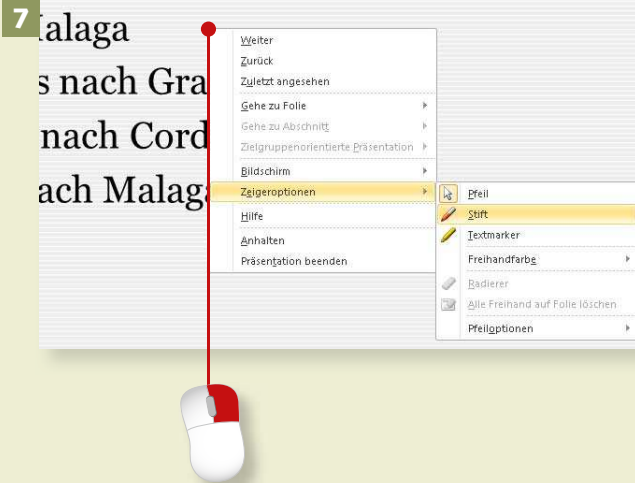 7
alaga
s nach Gra
nach Cord
ach Malaga
Weiter
Zurück
Zuletzt angesehen
Gehe zu Folie
Gehe zu Abschnitt
Zielgruppenorientierte Präsentation
Bildschirm
Zeigeroptionen
Hilfe
Anhalten
Präsentation beenden
Pfeil
Stift
Textmarker
Freihandfarbe
Radierer
Alle Freihand auf Folie löschen
Pfeiloptionen